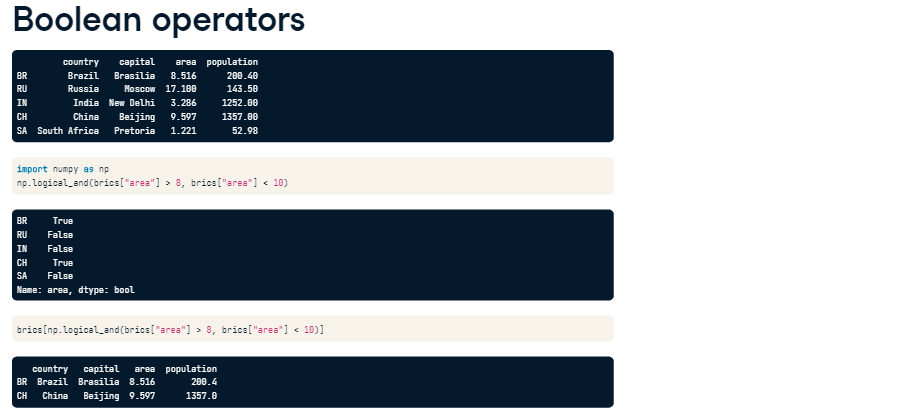 Boolean operators
country capital area population
BR Brazil Brasilia 8.516 200.40
RU Russia Moscow 17.100 143.50
IN India New Delhi 3.286 1252.00
CH China Beijing 9.597 1357.00
SA South Africa Pretoria 1.221 52.98
import numpy as np
np.logical_and(brics["area"] > 8, brics["area"] < 10)
BR True
RU False
IN False
CH True
SA False
Name: area, dtype: bool
brics[np.logical_and(brics["area"] > 8, brics["area"] < 10)]
country capital area population
BR Brazil Brasilia 8.516 200.4
CH China Beijing 9.597 1357.0